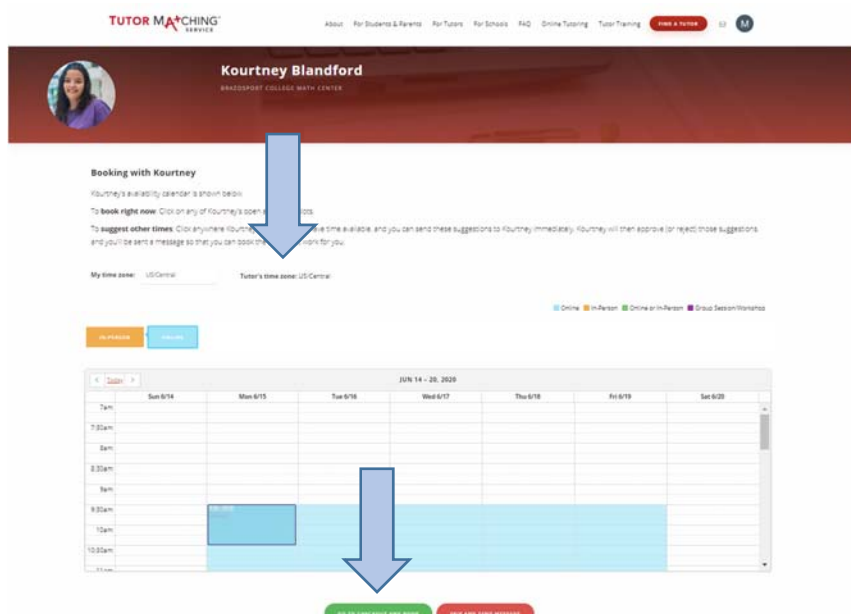 TUTOR MA+CHING
SERVICE
About For Students & Parents For Tutors For Schools FAQ Online Tutoring Tutor Training FIND A TUTOR M
Kourtney Blandford
BRAZOSPORT COLLEGE MATH CENTER
Booking with Kourtney
Kourtney's availability calendar is shown below.
To book right now: Click on any of Kourtney's open
To suggest other times: Click anywhere Kourtney time available, and you can send these suggestions to Kourtney immediately. Kourtney will then approve (or reject) those suggestions
and you'll be sent a message so that you can book the work for you.
My time zone: US/Central Tutor's time zone: US/Central
Online In-Person Online or In-Person Group Session/Workshop
IN-PERSON ONLINE
< Today > JUN 14 – 20, 2020
Sun 6/14 Mon 6/15 Tue 6/16 Wed 6/17 Thu 6/18 Fri 6/19 Sat 6/20
7am
7:30am
8am
8:30am
9am
9:30am
10am
10:30am
11am